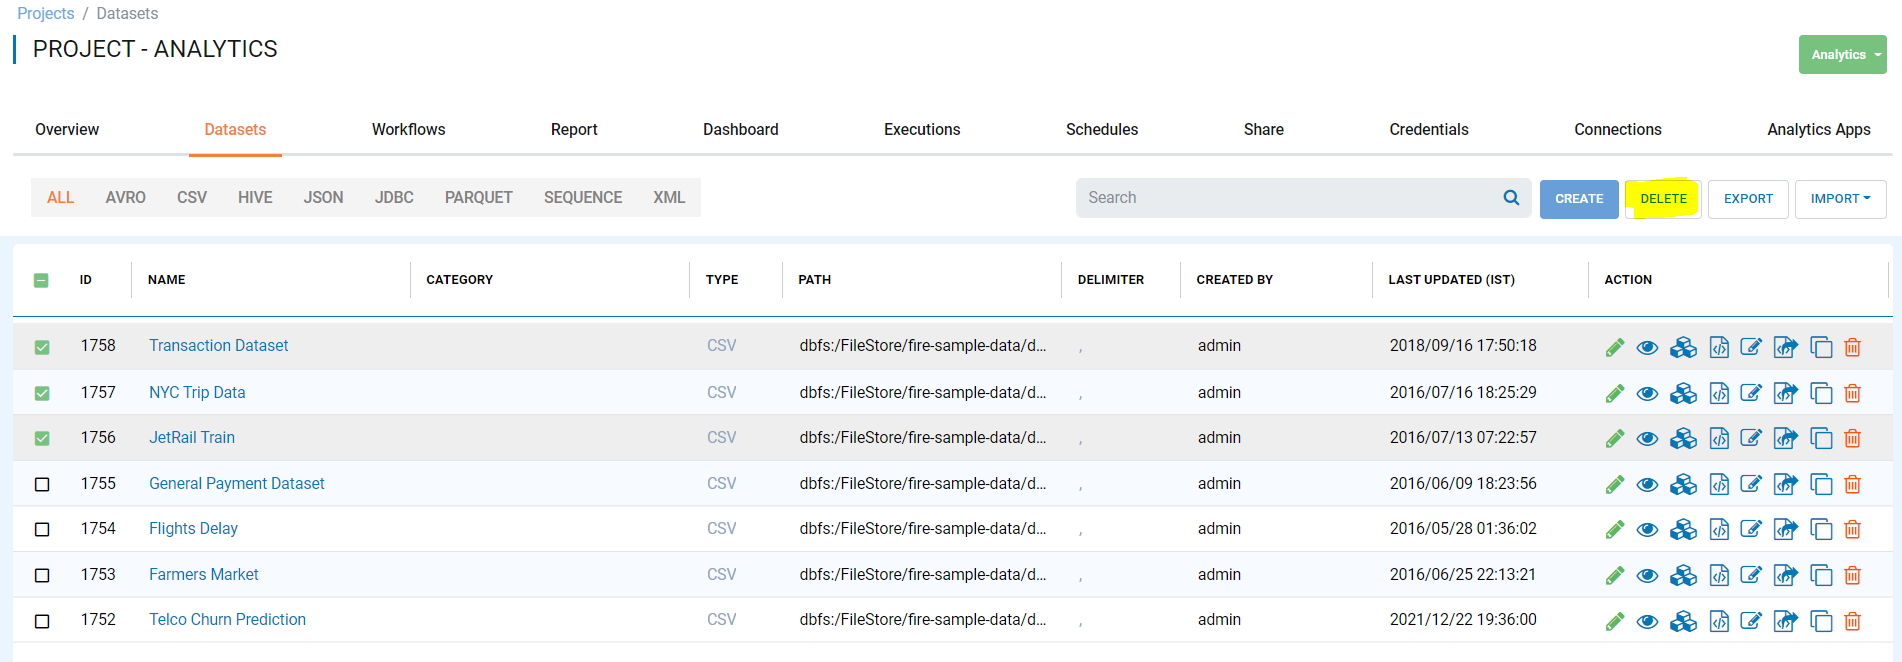 Projects / Datasets
PROJECT - ANALYTICS
Analytics
Overview Datasets Workflows Report Dashboard Executions Schedules Share Credentials Connections Analytics Apps
ALL AVRO CSV HIVE JSON JDBC PARQUET SEQUENCE XML Search CREATE DELETE EXPORT IMPORT
ID NAME CATEGORY TYPE PATH DELIMITER CREATED BY LAST UPDATED (IST) ACTION
1758 Transaction Dataset CSV dbfs:/FileStore/fire-sample-data/d... , admin 2018/09/16 17:50:18
1757 NYC Trip Data CSV dbfs:/FileStore/fire-sample-data/d... , admin 2016/07/16 18:25:29
1756 JetRail Train CSV dbfs:/FileStore/fire-sample-data/d... , admin 2016/07/13 07:22:57
1755 General Payment Dataset CSV dbfs:/FileStore/fire-sample-data/d... , admin 2016/06/09 18:23:56
1754 Flights Delay CSV dbfs:/FileStore/fire-sample-data/d... , admin 2016/05/28 01:36:02
1753 Farmers Market CSV dbfs:/FileStore/fire-sample-data/d... , admin 2016/06/25 22:13:21
1752 Telco Churn Prediction CSV dbfs:/FileStore/fire-sample-data/d... , admin 2021/12/22 19:36:00